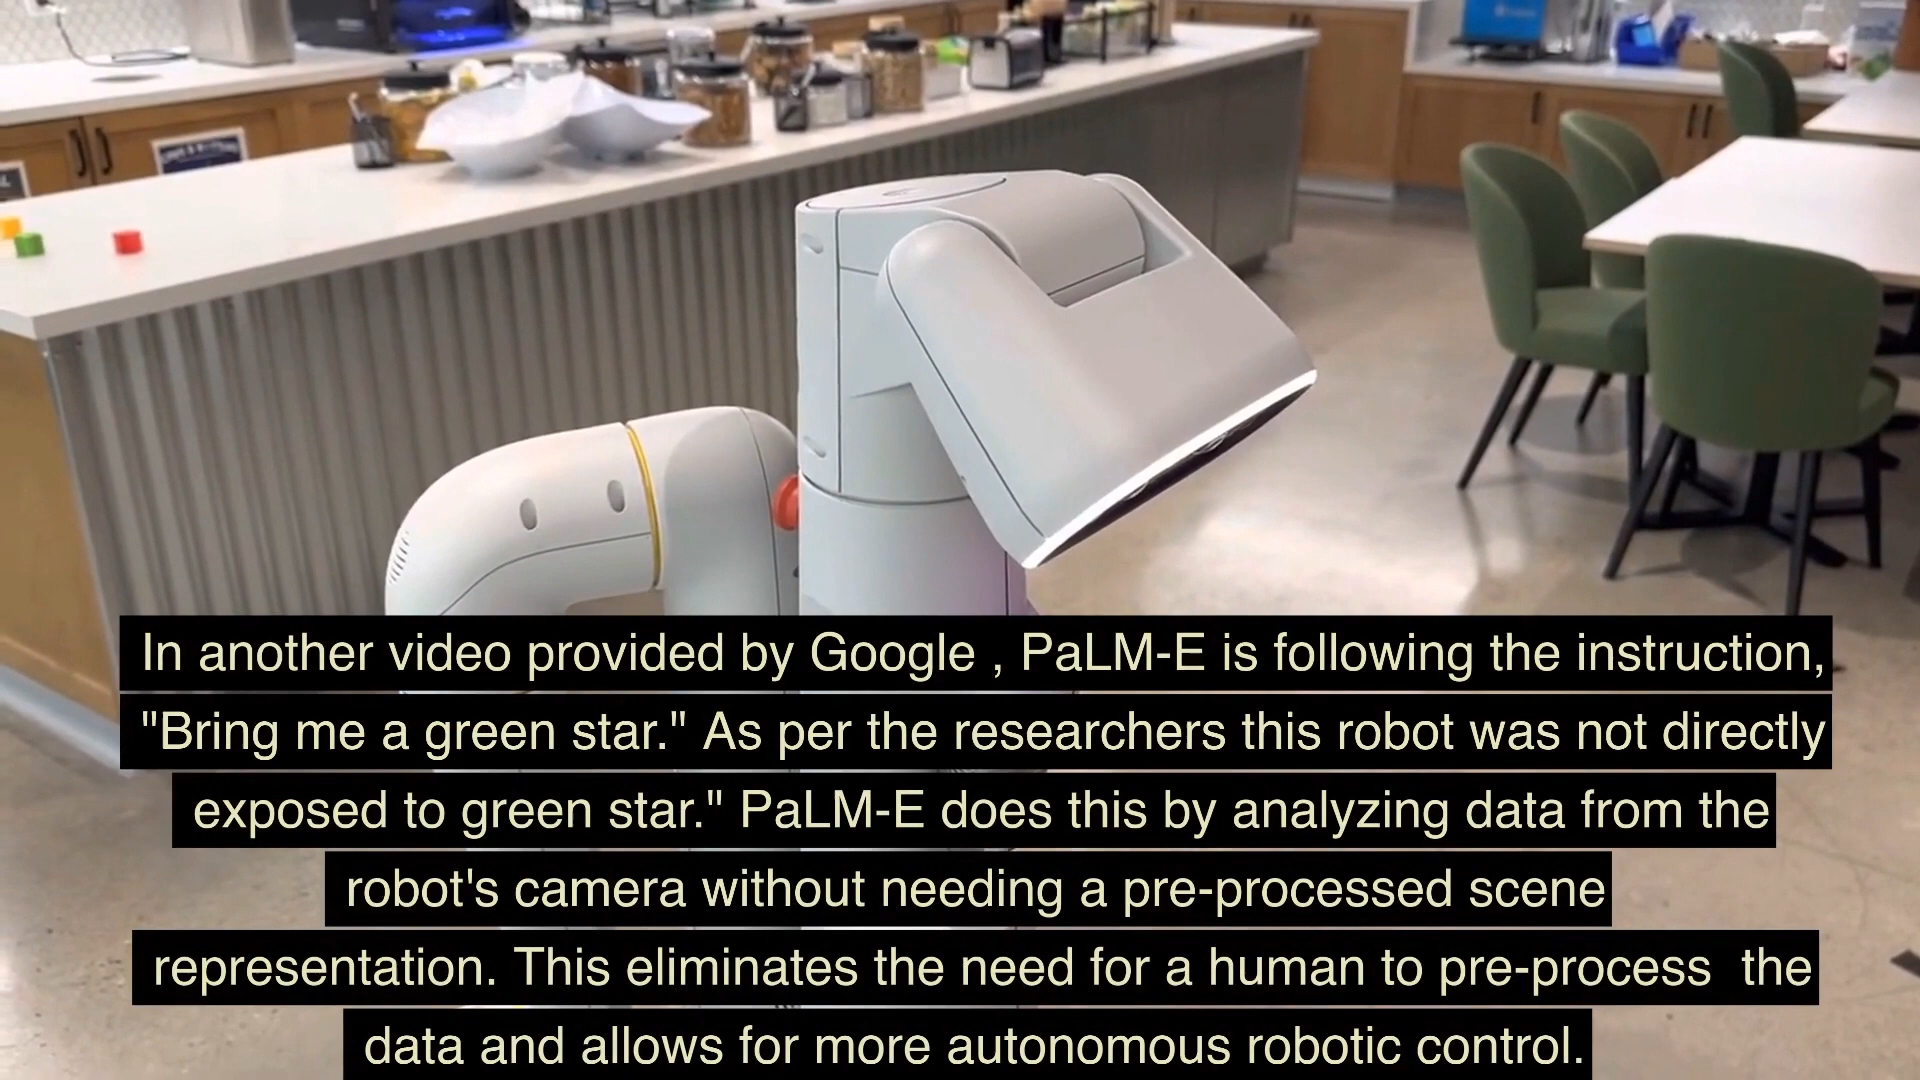 In another video provided by Google , PaLM-E is following the instruction,
"Bring me a green star." As per the researchers this robot was not directly
exposed to green star." PaLM-E does this by analyzing data from the
robot's camera without needing a pre-processed scene
representation. This eliminates the need for a human to pre-process  the
data and allows for more autonomous robotic control.